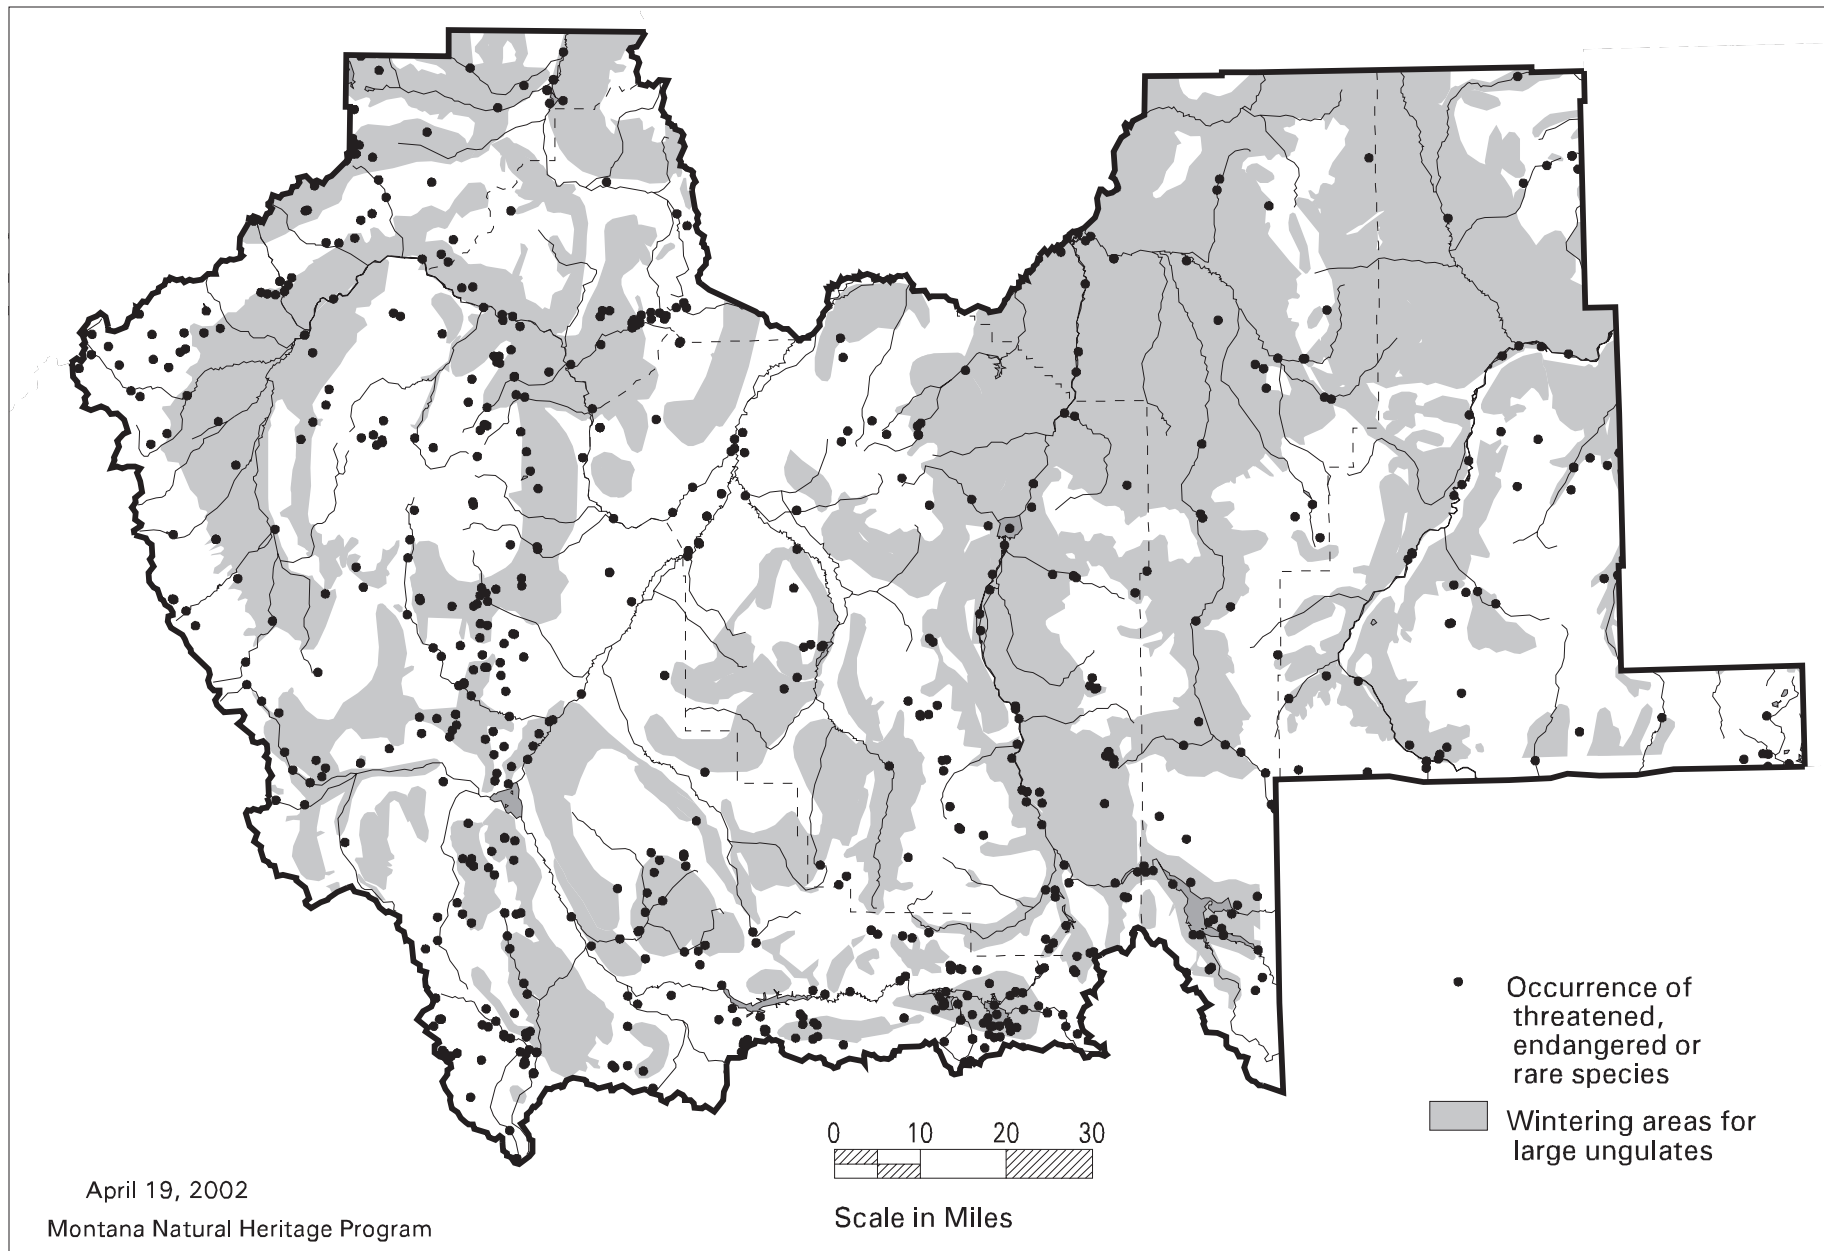 Occurrence of
threatened,
endangered or
rare species
Wintering areas for
large ungulates
0 10 20 30
Scale in Miles
April 19, 2002
Montana Natural Heritage Program